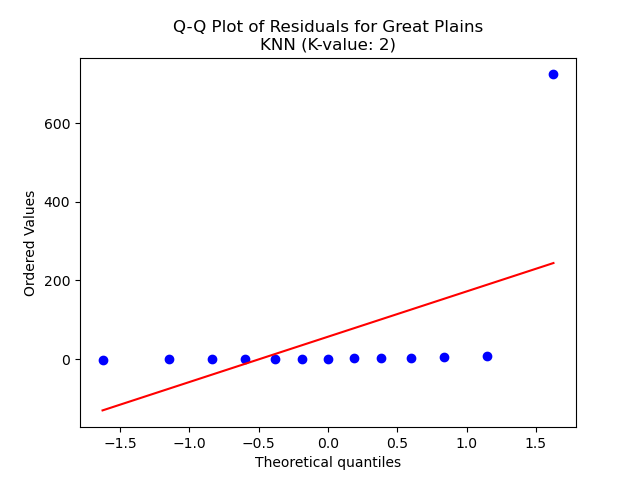 Q-Q Plot of Residuals for Great Plains
KNN (K-value: 2)
600
400
200
0
Ordered Values
−1.5 −1.0 −0.5 0.0 0.5 1.0 1.5
Theoretical quantiles